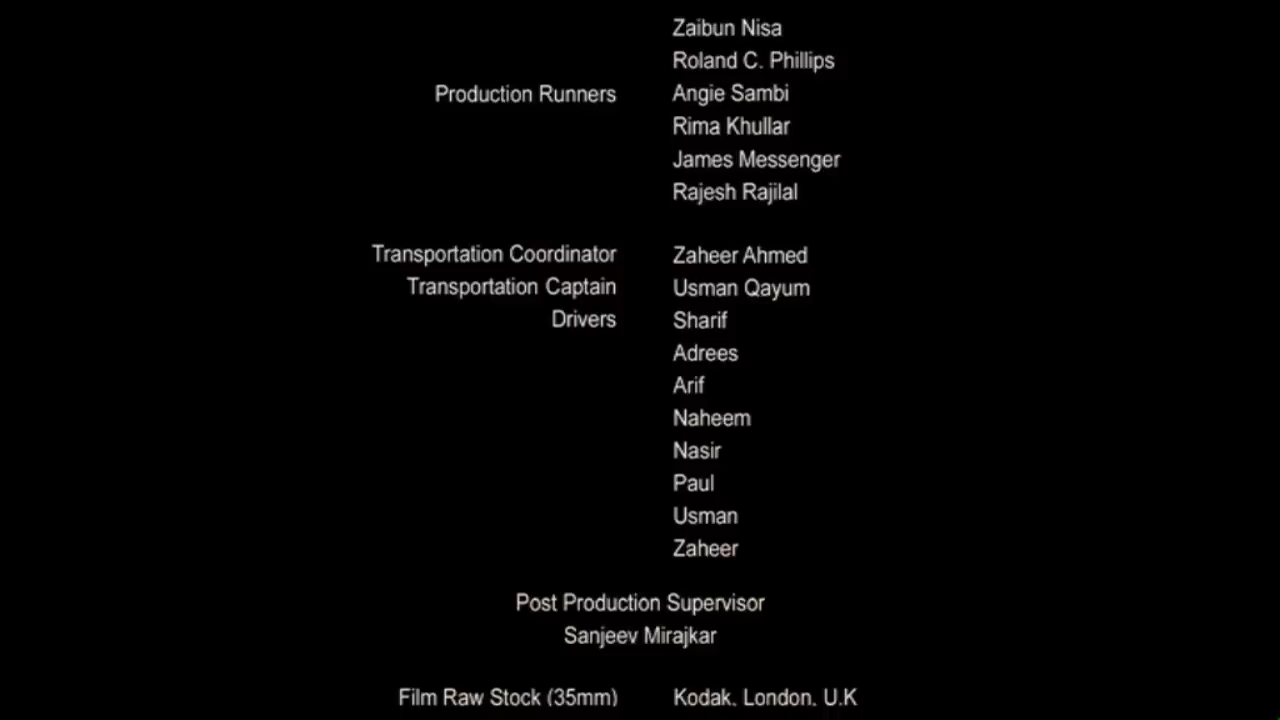 Zaibun Nisa
Roland C. Phillips
Production Runners Angie Sambi
Rima Khullar
James Messenger
Rajesh Rajilal
Transportation Coordinator Zaheer Ahmed
Transportation Captain Usman Qayum
Drivers Sharif
Adrees
Arif
Naheem
Nasir
Paul
Usman
Zaheer
Post Production Supervisor
Sanjeev Mirajkar
Film Raw Stock (35mm) Kodak, London, U.K